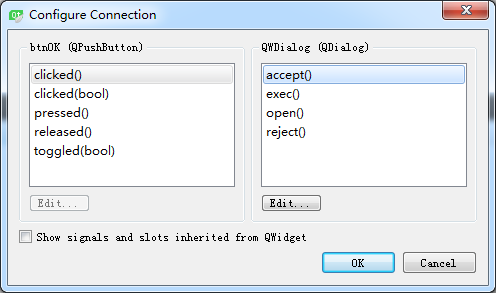 Configure Connection
btnOK (QPushButton)
clicked()
clicked(bool)
pressed()
released()
toggled(bool)
Edit...
QWDialog (QDialog)
accept()
exec()
open()
reject()
Edit...
Show signals and slots inherited from QWidget
OK
Cancel